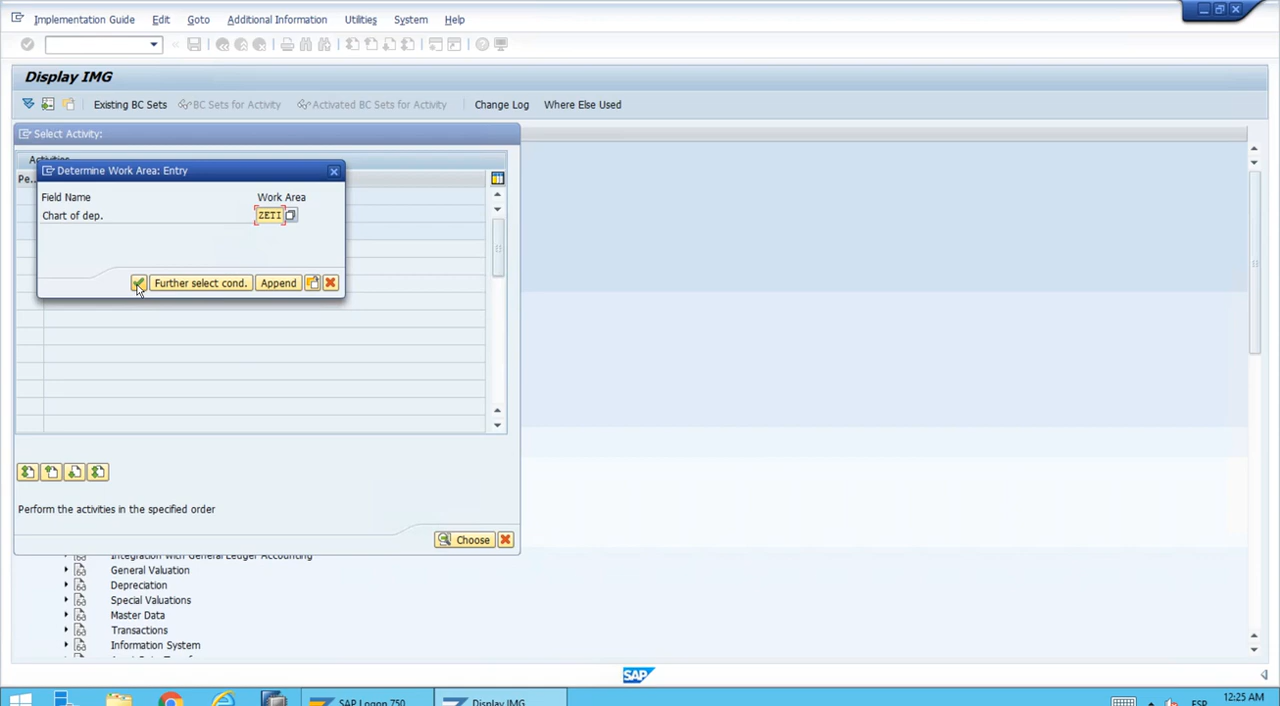 Implementation Guide Edit Goto Additional Information Utilities System Help
Display IMG
Existing BC Sets BC Sets for Activity Activated BC Sets for Activity Change Log Where Else Used
Select Activity:
Activities
Pe..
Determine Work Area: Entry
Field Name Work Area
Chart of dep. ZETI
Further select cond. Append
Perform the activities in the specified order
Choose
Integration with General Ledger Accounting
General Valuation
Depreciation
Special Valuations
Master Data
Transactions
Information System
SAP
SAP Logon 750 Display IMG ESP 12:25 AM